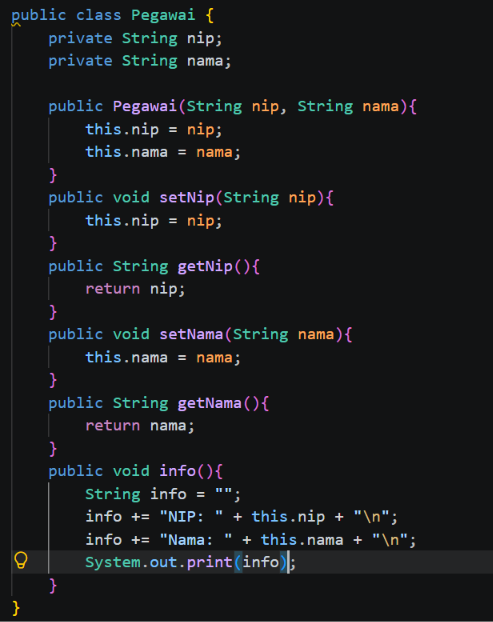 public class Pegawai {
    private String nip;
    private String nama;

    public Pegawai(String nip, String nama){
        this.nip = nip;
        this.nama = nama;
    }
    public void setNip(String nip){
        this.nip = nip;
    }
    public String getNip(){
        return nip;
    }
    public void setNama(String nama){
        this.nama = nama;
    }
    public String getNama(){
        return nama;
    }
    public void info(){
        String info = "";
        info += "NIP: " + this.nip + "\n";
        info += "Nama: " + this.nama + "\n";
        System.out.print(info);
    }
}